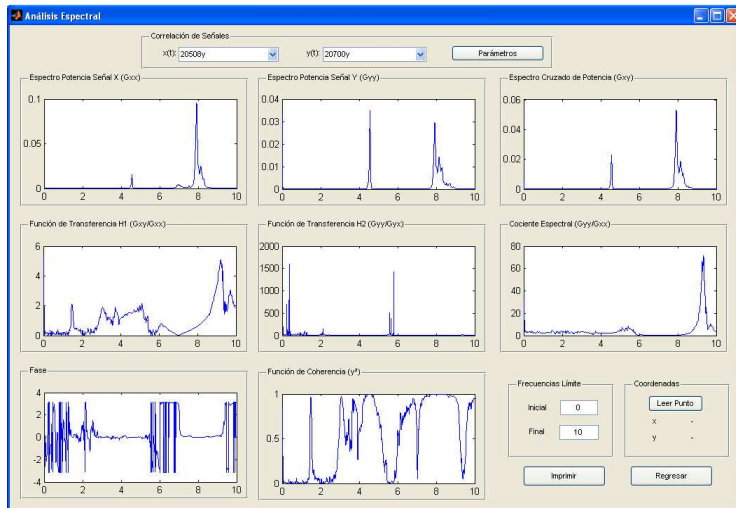 Análisis Espectral
Correlación de Señales
x(t): 20508y y(t): 20700y Parámetros
Espectro Potencia Señal X (Gxx) Espectro Potencia Señal Y (Gyy) Espectro Cruzado de Potencia (Gxy)
0.1 0.04 0.06
0.03
0.04
0.05 0.02
0.02
0.01
0 0 0
0 2 4 6 8 10 0 2 4 6 8 10 0 2 4 6 8 10
Función de Transferencia H1 (Gxy/Gxx) Función de Transferencia H2 (Gyy/Gyx) Cociente Espectral (Gyy/Gxx)
6 2000 80
1500 60
4
1000 40
2
500 20
0 0 0
0 2 4 6 8 10 0 2 4 6 8 10 0 2 4 6 8 10
Fase Función de Coherencia (γ²) Frecuencias Límite Coordenadas
4 1
2 Inicial 0 Leer Punto
0 0.5 x -
Final 10 y -
-2
-4 0 Imprimir Regresar
0 2 4 6 8 10 0 2 4 6 8 10